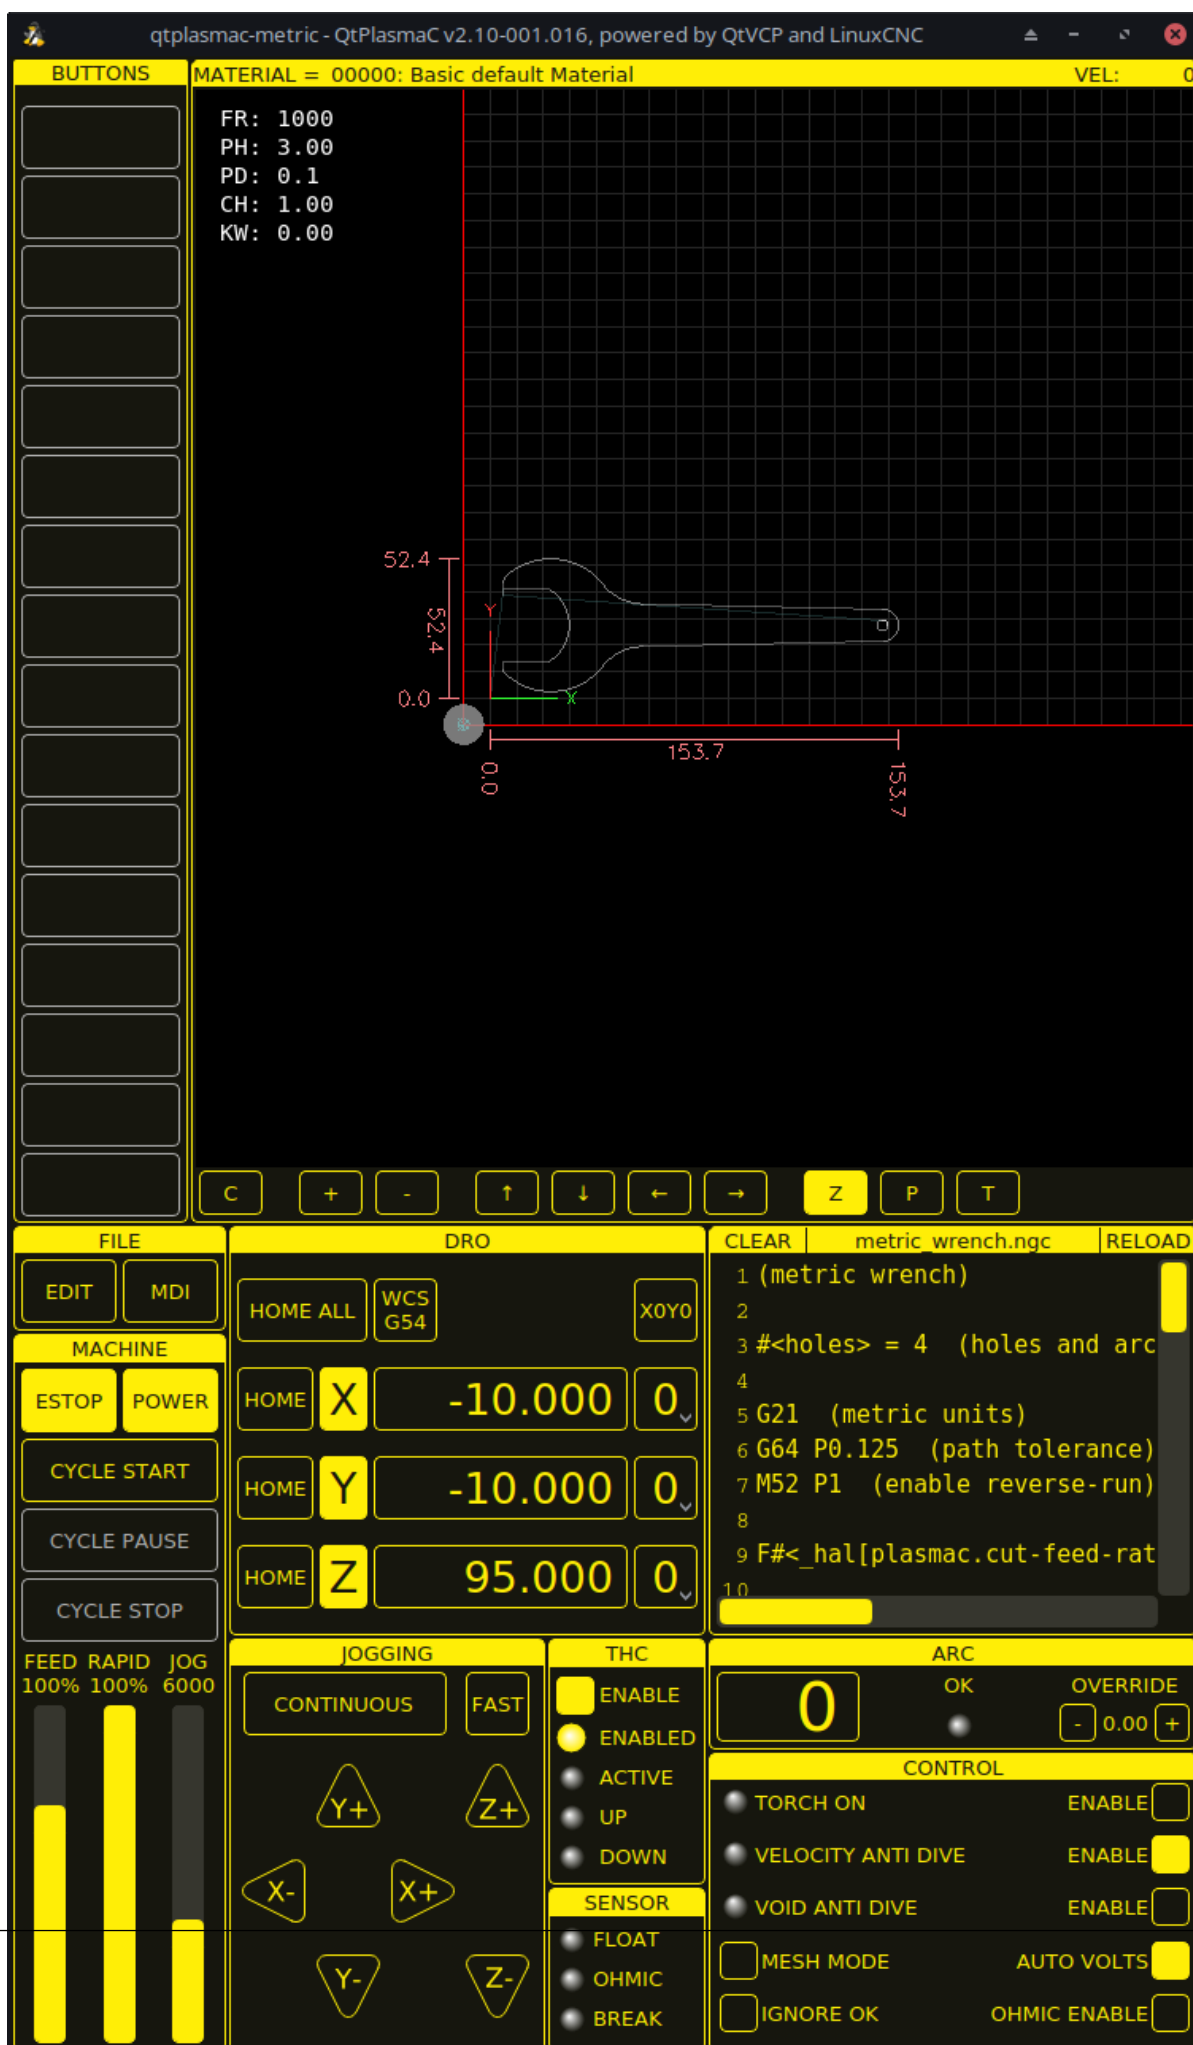 qtplasmac-metric - QtPlasmaC v2.10-001.016, powered by QtVCP and LinuxCNC
BUTTONS
MATERIAL = 00000: Basic default Material VEL: 0
FR: 1000
PH: 3.00
PD: 0.1
CH: 1.00
KW: 0.00
52.4
52.4
0.0
Y
X
153.7
0.0
153.7
C + - ↑ ↓ ← → Z P T
FILE
EDIT MDI
MACHINE
ESTOP POWER
CYCLE START
CYCLE PAUSE
CYCLE STOP
FEED RAPID JOG
100% 100% 6000
DRO
HOME ALL WCS G54 X0Y0
HOME X -10.000 0
HOME Y -10.000 0
HOME Z 95.000 0
CLEAR metric_wrench.ngc RELOAD
1 (metric wrench)
2
3 #<holes> = 4 (holes and arc
4
5 G21 (metric units)
6 G64 P0.125 (path tolerance)
7 M52 P1 (enable reverse-run)
8
9 F#<_hal[plasmac.cut-feed-rat
10
JOGGING
CONTINUOUS FAST
Y+ Z+
X- X+
Y- Z-
THC
ENABLE
ENABLED
ACTIVE
UP
DOWN
SENSOR
FLOAT
OHMIC
BREAK
ARC
0 OK OVERRIDE
- 0.00 +
CONTROL
TORCH ON ENABLE
VELOCITY ANTI DIVE ENABLE
VOID ANTI DIVE ENABLE
MESH MODE AUTO VOLTS
IGNORE OK OHMIC ENABLE